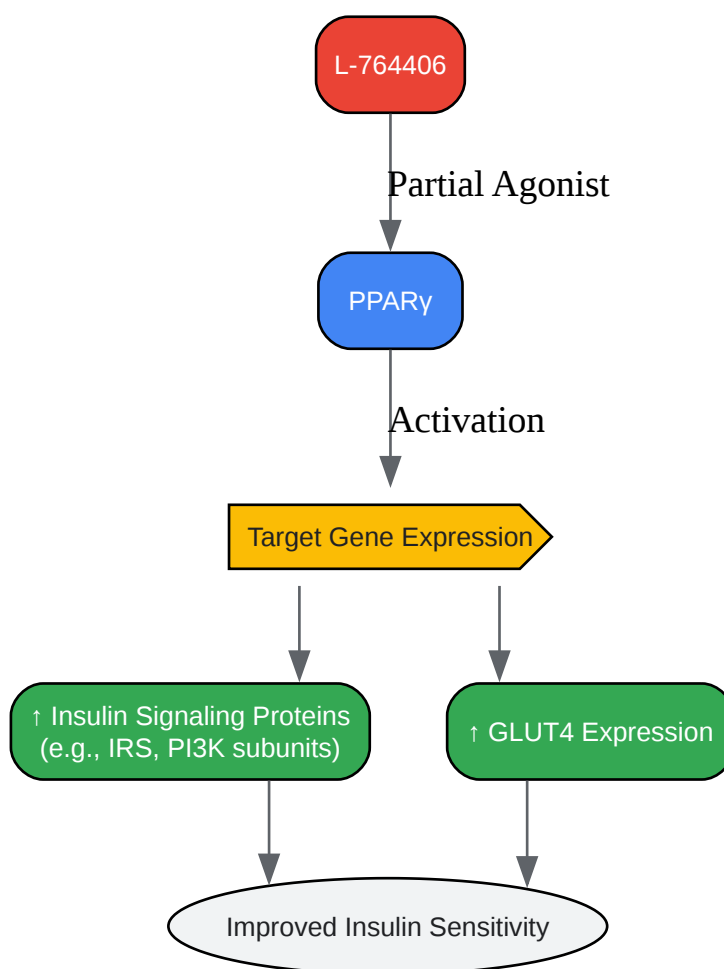 L-764406
Partial Agonist
PPARγ
Activation
Target Gene Expression
↑ Insulin Signaling Proteins
(e.g., IRS, PI3K subunits)
↑ GLUT4 Expression
Improved Insulin Sensitivity